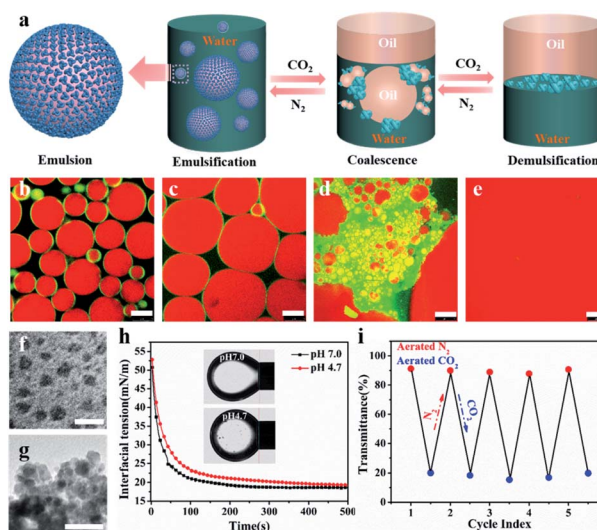 a
Water
CO₂
N₂
Oil
Oil
Water
CO₂
N₂
Oil
Water
Emulsion
Emulsification
Coalescence
Demulsification
b
c
d
e
f
g
h
pH7.0
pH4.7
pH 7.0
pH 4.7
Interfacial tension(mN/m)
60
50
40
30
20
10
0
0 100 200 300 400 500
Time(s)
i
Aerated N₂
Aerated CO₂
N₂
CO₂
Transmittance(%)
100
80
60
40
20
0
1 2 3 4 5
Cycle Index